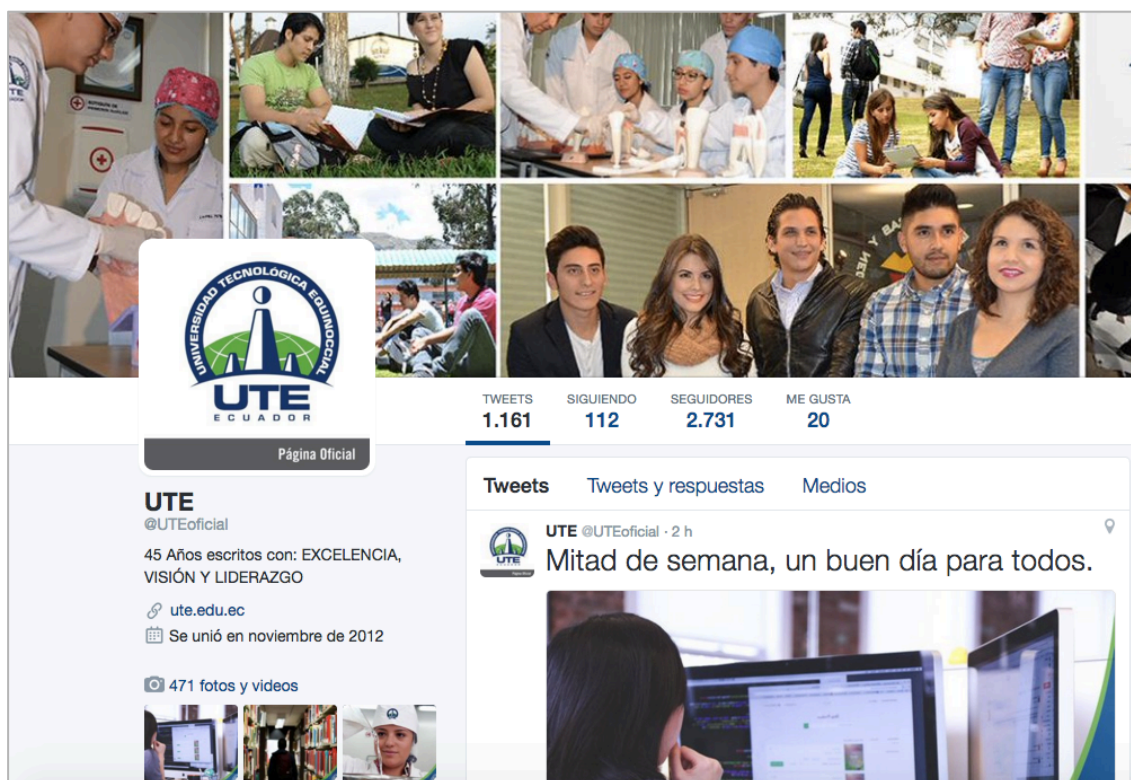 UNIVERSIDAD TECNOLÓGICA EQUINOCCIAL
UTE
ECUADOR
Página Oficial
TWEETS SIGUIENDO SEGUIDORES ME GUSTA
1.161 112 2.731 20
UTE
@UTEoficial
45 Años escritos con: EXCELENCIA,
VISIÓN Y LIDERAZGO
ute.edu.ec
Se unió en noviembre de 2012
471 fotos y videos
Tweets Tweets y respuestas Medios
UTE @UTEoficial · 2 h
Mitad de semana, un buen día para todos.
UTE